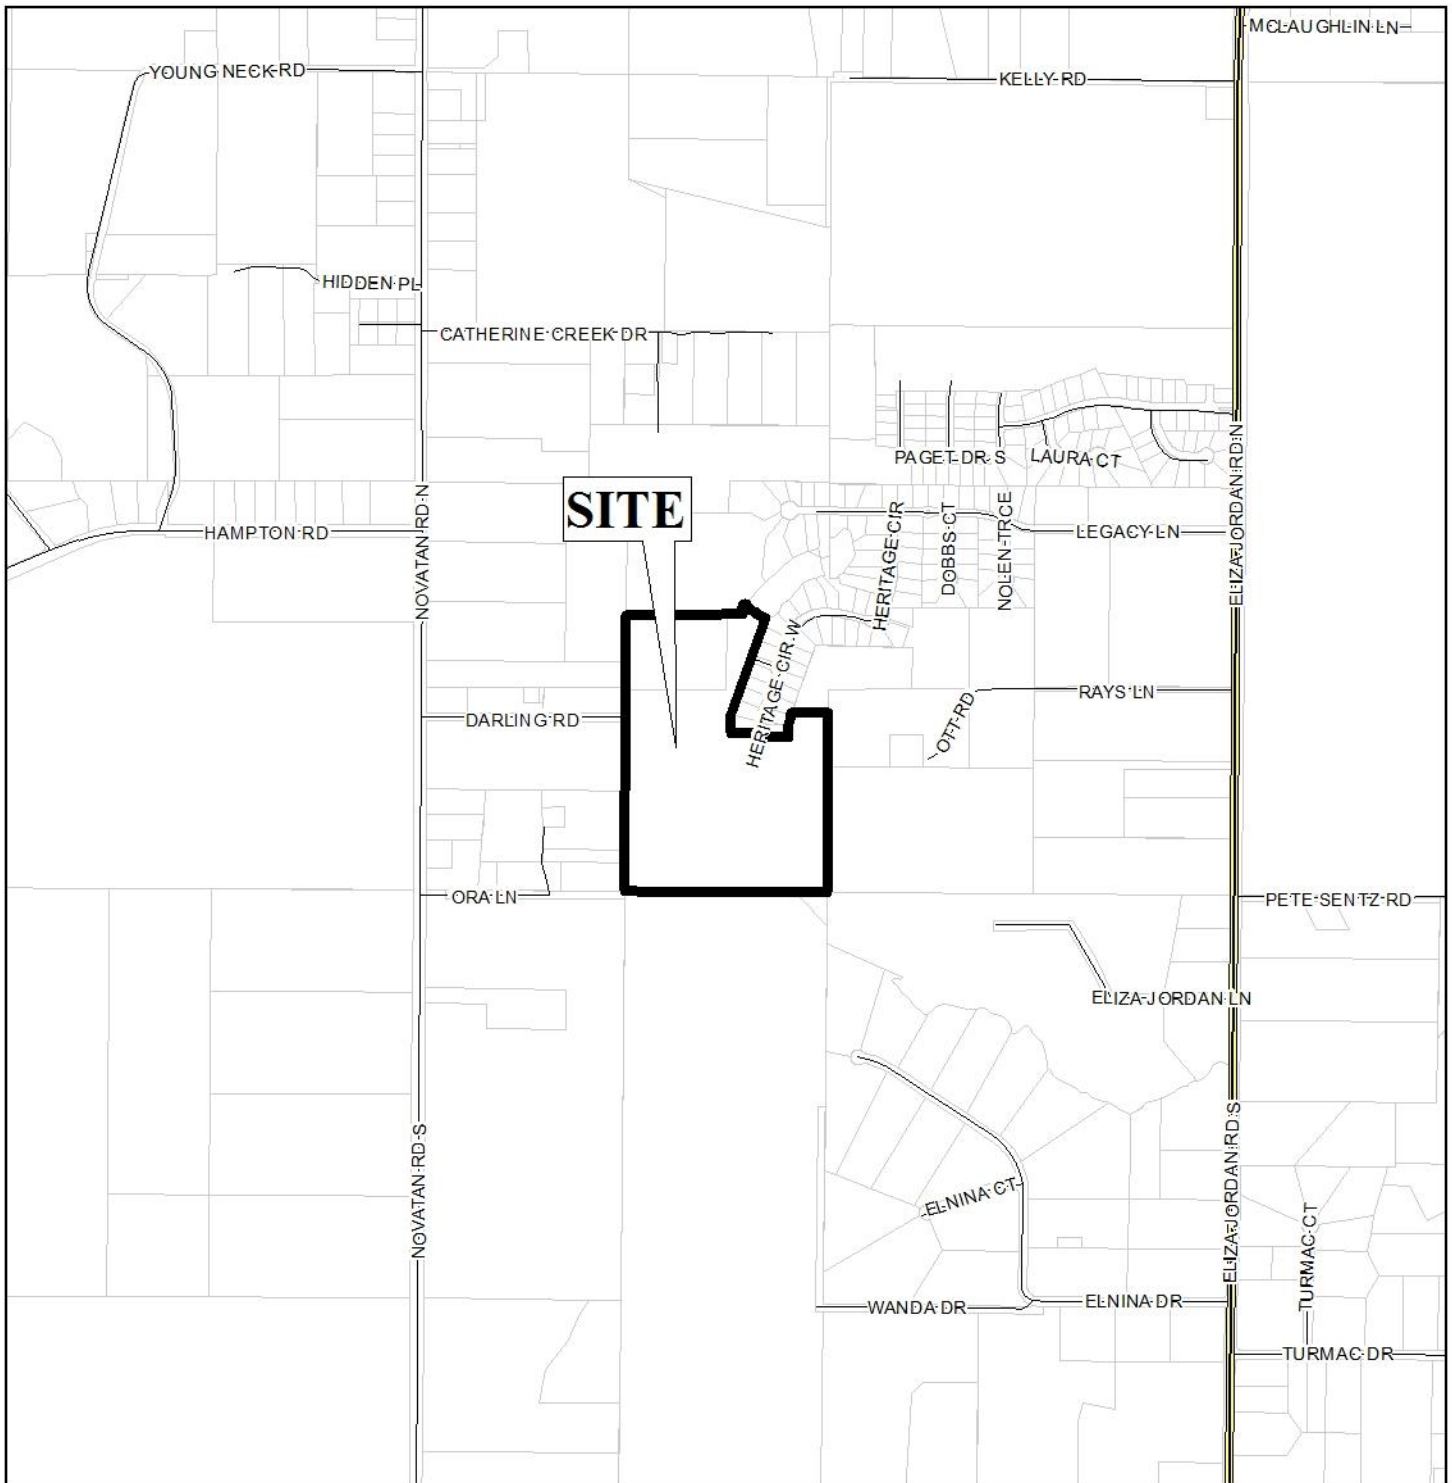 MCLAUGHLIN LN
YOUNG NECK RD
KELLY RD
HIDDEN PL
CATHERINE CREEK DR
PAGET DR S
LAURA CT
ELIZA JORDAN RD N
NOVATAN RD N
SITE
HERITAGE CIR
DOBBS CT
NOLEN TRCE
LEGACY LN
HAMPTON RD
HERITAGE CIR W
RAYS LN
OTT RD
DARLING RD
ORA LN
PETE SENTZ RD
ELIZA JORDAN LN
NOVATAN RD S
ELIZA JORDAN RD S
ELNINA CT
TURMAC CT
WANDA DR
ELNINA DR
TURMAC DR